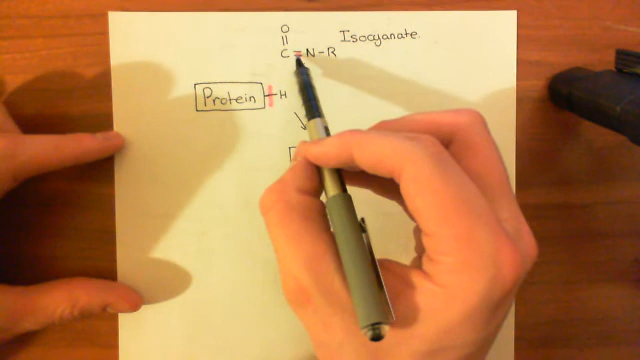 O
||
C=N-R Isocyanate.
Protein -H